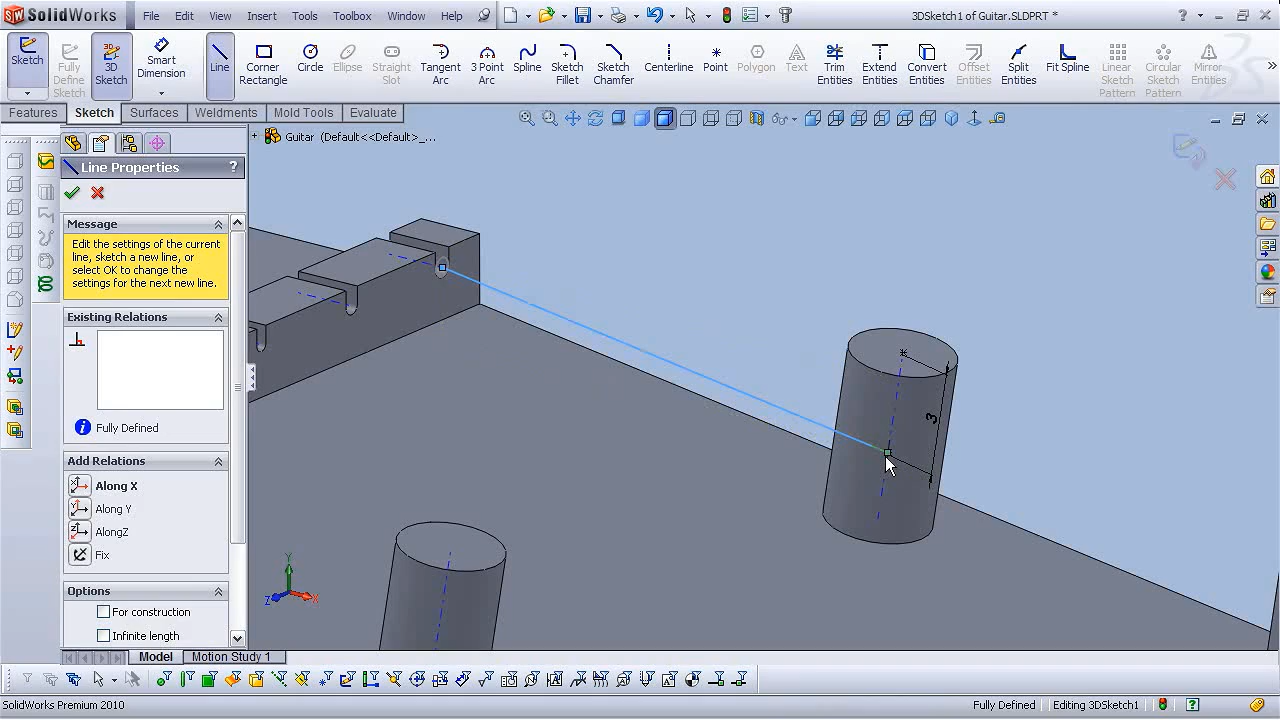 SolidWorks File Edit View Insert Tools Toolbox Window Help 3DSketch1 of Guitar.SLDPRT *
Sketch
Fully Define Sketch
3D Sketch
Smart Dimension
Line
Corner Rectangle
Circle
Ellipse
Straight Slot
Tangent Arc
3 Point Arc
Spline
Sketch Fillet
Sketch Chamfer
Centerline
Point
Polygon
Text
Trim Entities
Extend Entities
Convert Entities
Offset Entities
Split Entities
Fit Spline
Linear Sketch Pattern
Circular Sketch Pattern
Mirror Entities
Features Sketch Surfaces Weldments Mold Tools Evaluate
Guitar (Default<<Default>_...
Line Properties ?
Message
Edit the settings of the current
line, sketch a new line, or
select OK to change the
settings for the next new line.
Existing Relations
Fully Defined
Add Relations
Along X
Along Y
AlongZ
Fix
Options
For construction
Infinite length
3
Y
Z X
Model Motion Study 1
SolidWorks Premium 2010 Fully Defined Editing 3DSketch1